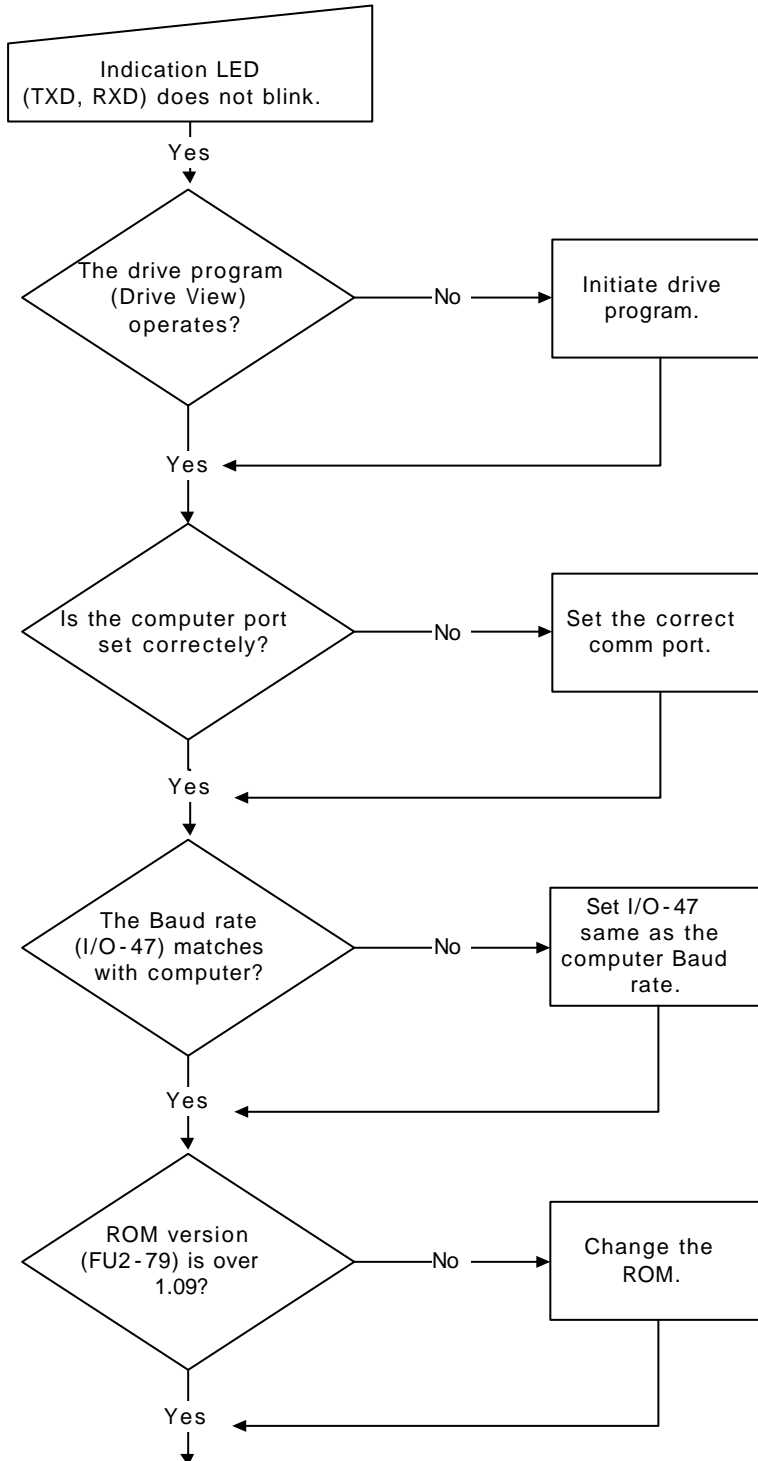 Indication LED
(TXD, RXD) does not blink.
Yes
The drive program
(Drive View)
operates?
No
Initiate drive
program.
Yes
Is the computer port
set correctely?
No
Set the correct
comm port.
Yes
The Baud rate
(I/O-47) matches
with computer?
No
Set I/O-47
same as the
computer Baud
rate.
Yes
ROM version
(FU2-79) is over
1.09?
No
Change the
ROM.
Yes